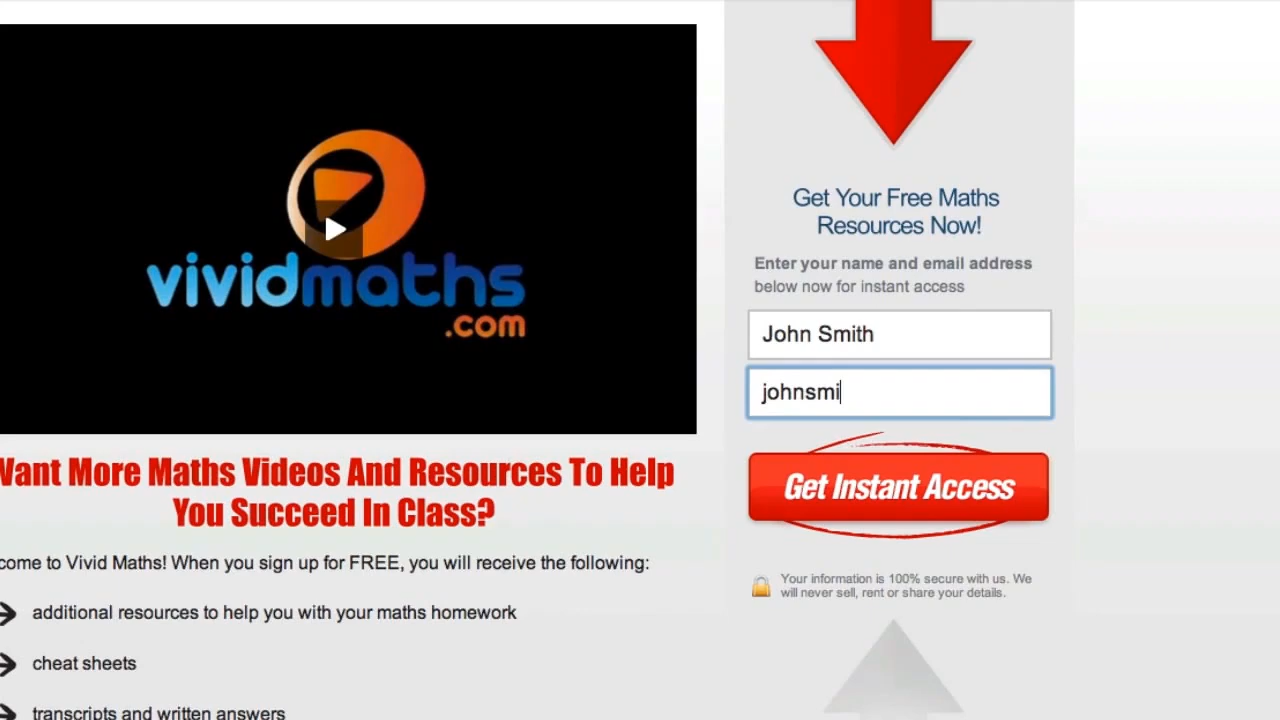 vividmaths
.com
Want More Maths Videos And Resources To Help
You Succeed In Class?
come to Vivid Maths! When you sign up for FREE, you will receive the following:
additional resources to help you with your maths homework
cheat sheets
transcripts and written answers
Get Your Free Maths
Resources Now!
Enter your name and email address
below now for instant access
John Smith
johnsmi
Get Instant Access
Your information is 100% secure with us. We
will never sell, rent or share your details.